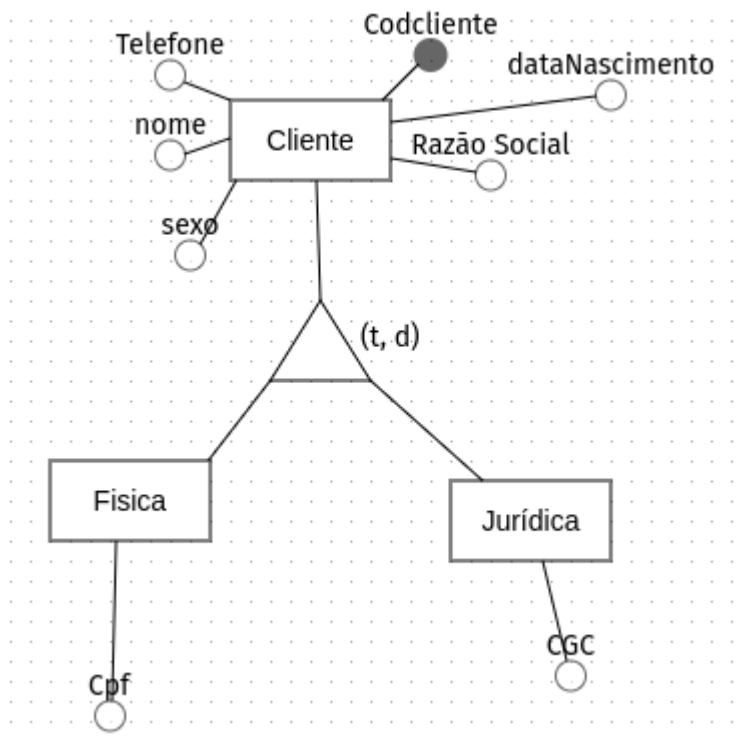 Codcliente
Telefone
dataNascimento
nome
Cliente
Razão Social
sexo
(t, d)
Fisica
Jurídica
CGC
Cpf